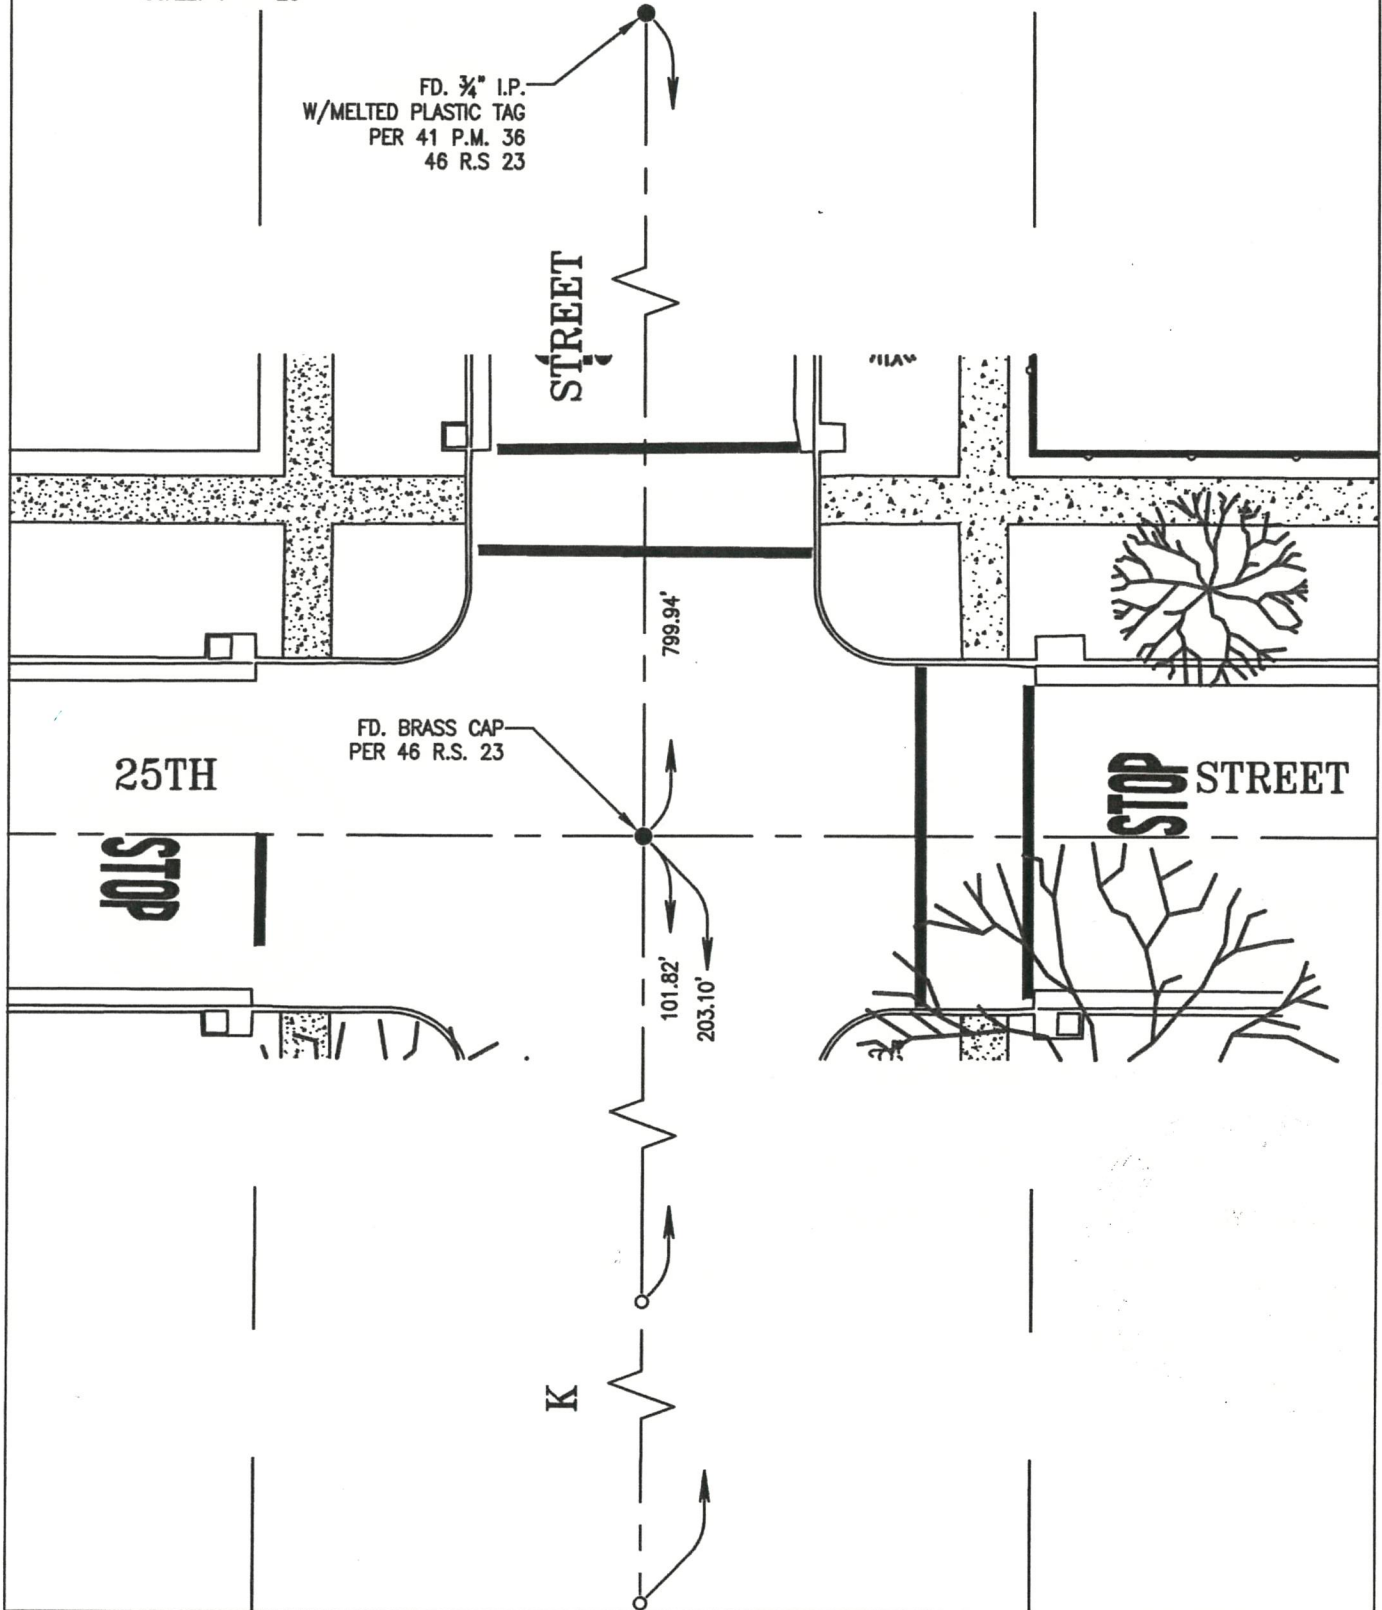 FD. ¾" I.P.
W/MELTED PLASTIC TAG
PER 41 P.M. 36
46 R.S 23
STREET
799.94'
FD. BRASS CAP
PER 46 R.S. 23
25TH
STOP
STREET
STOP
101.82'
203.10'
K